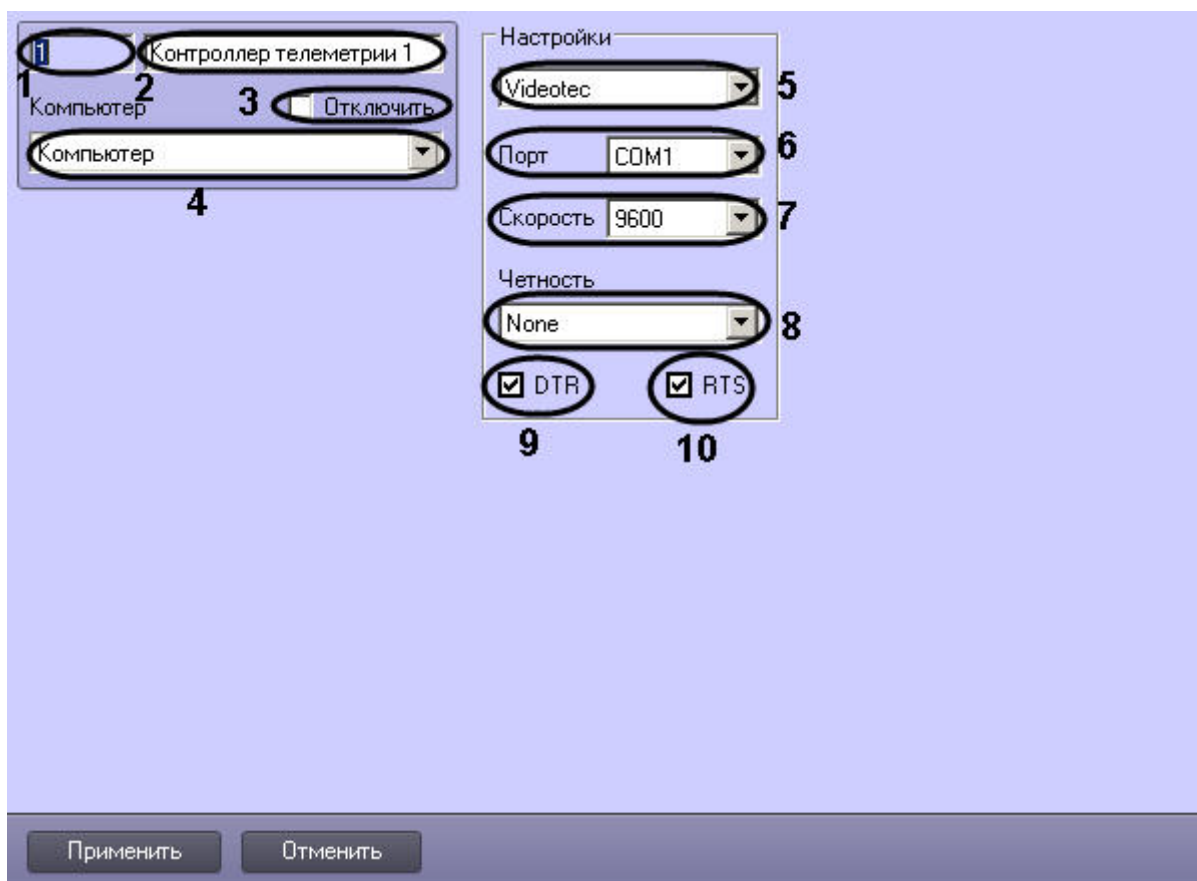 1 Контроллер телеметрии 1
1 2
Компьютер 3 Отключить
Компьютер
4
Настройки
Videotec 5
Порт COM1 6
Скорость 9600 7
Четность
None 8
DTR RTS
9 10
Применить Отменить